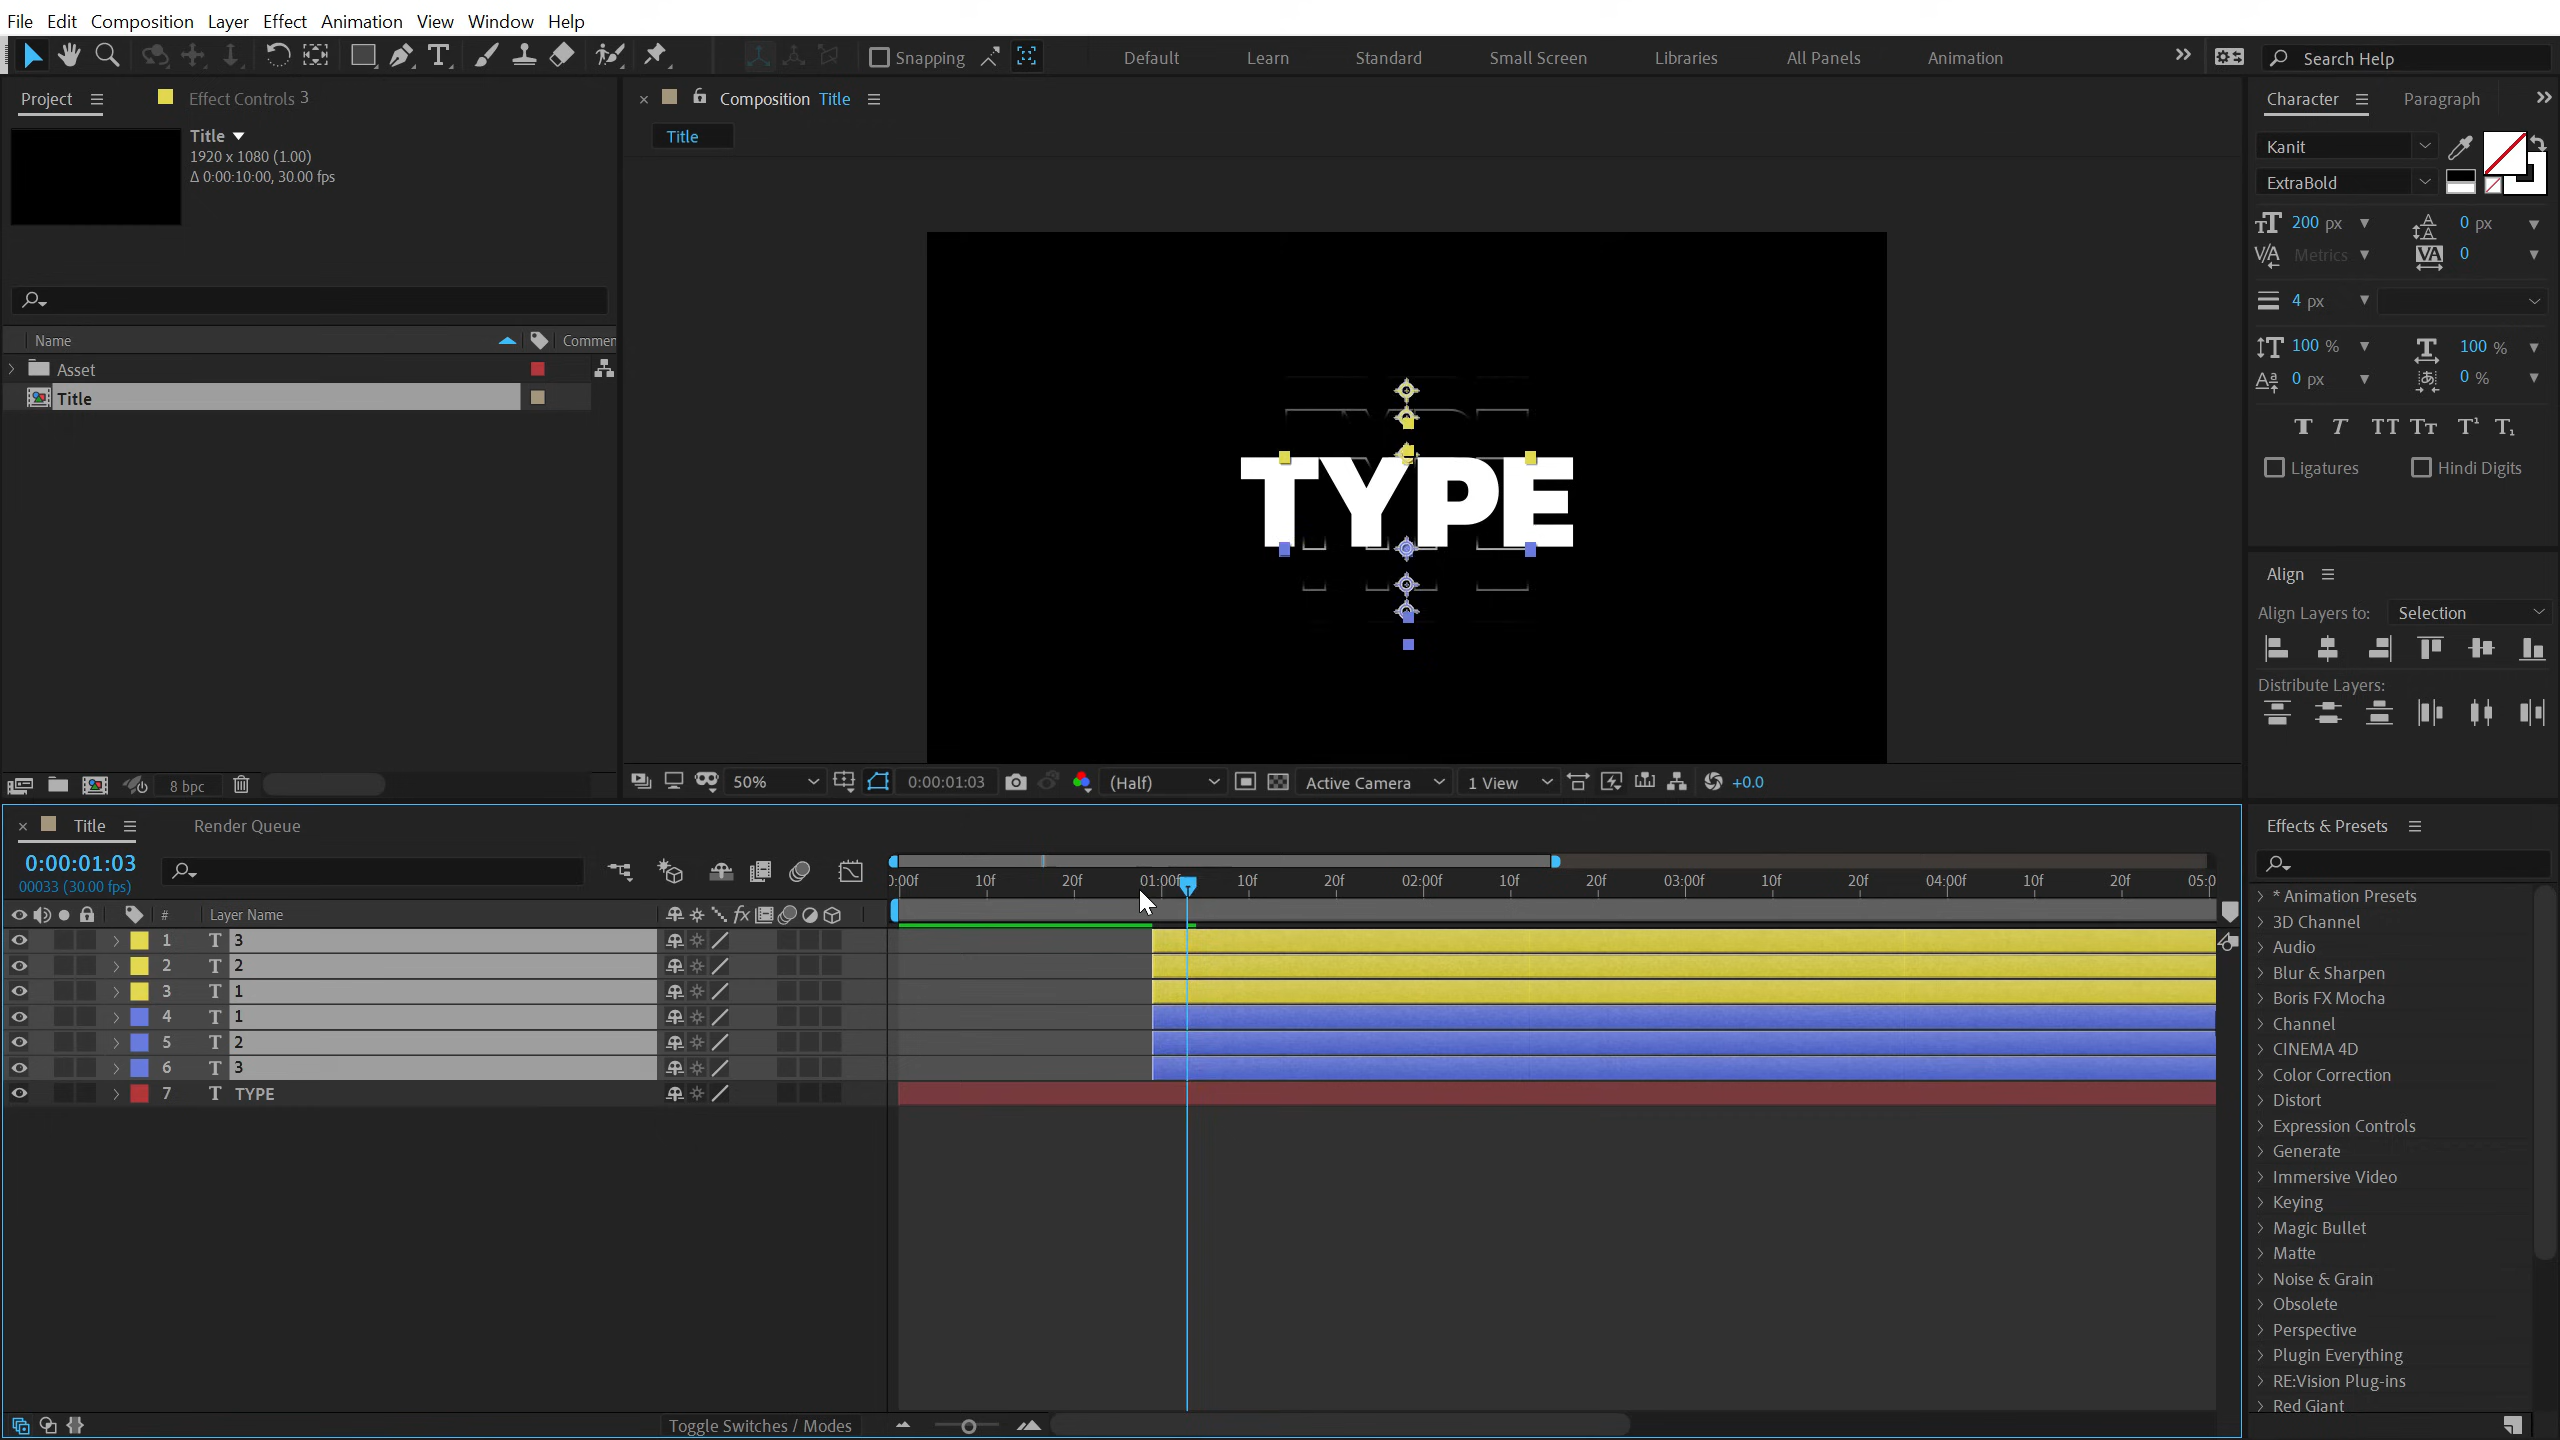 File Edit Composition Layer Effect Animation View Window Help
Snapping Default Learn Standard Small Screen Libraries All Panels Animation Search Help
Project Effect Controls 3
Title
1920 x 1080 (1.00)
Δ 0:00:10:00, 30.00 fps
Name Commen
Asset
Title
8 bpc
Composition Title
Title
TYPE
50% 0:00:01:03 (Half) Active Camera 1 View +0.0
Character Paragraph
Kanit
ExtraBold
200 px 0 px
Metrics 0
4 px
100 % 100 %
0 px 0 %
Ligatures Hindi Digits
Align
Align Layers to: Selection
Distribute Layers:
Title Render Queue
0:00:01:03
00033 (30.00 fps)
0:00f 10f 20f 01:00f 10f 20f 02:00f 10f 20f 03:00f 10f 20f 04:00f 10f 20f 05:0
# Layer Name
1 T 3
2 T 2
3 T 1
4 T 1
5 T 2
6 T 3
7 T TYPE
Toggle Switches / Modes
Effects & Presets
* Animation Presets
3D Channel
Audio
Blur & Sharpen
Boris FX Mocha
Channel
CINEMA 4D
Color Correction
Distort
Expression Controls
Generate
Immersive Video
Keying
Magic Bullet
Matte
Noise & Grain
Obsolete
Perspective
Plugin Everything
RE:Vision Plug-ins
Red Giant